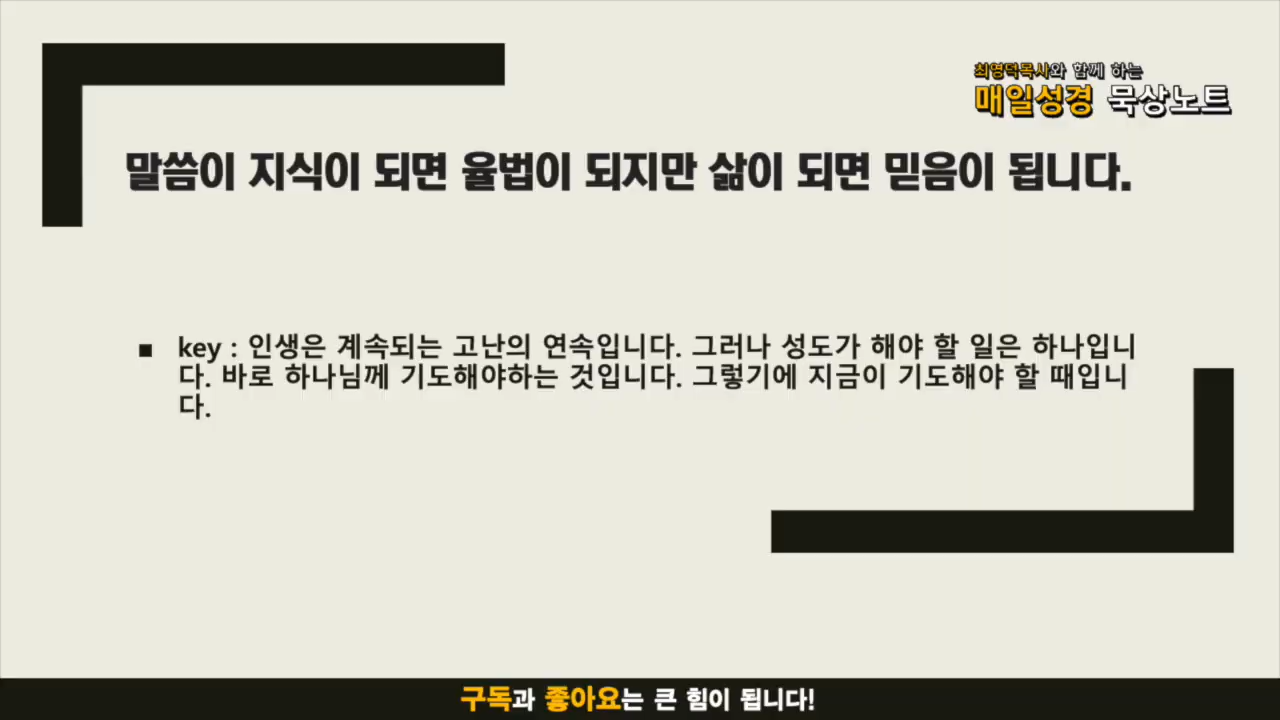 최영덕목사와 함께 하는
매일성경 묵상노트
말씀이 지식이 되면 율법이 되지만 삶이 되면 믿음이 됩니다.
■ key : 인생은 계속되는 고난의 연속입니다. 그러나 성도가 해야 할 일은 하나입니
다. 바로 하나님께 기도해야하는 것입니다. 그렇기에 지금이 기도해야 할 때입니
다.
구독과 좋아요는 큰 힘이 됩니다!